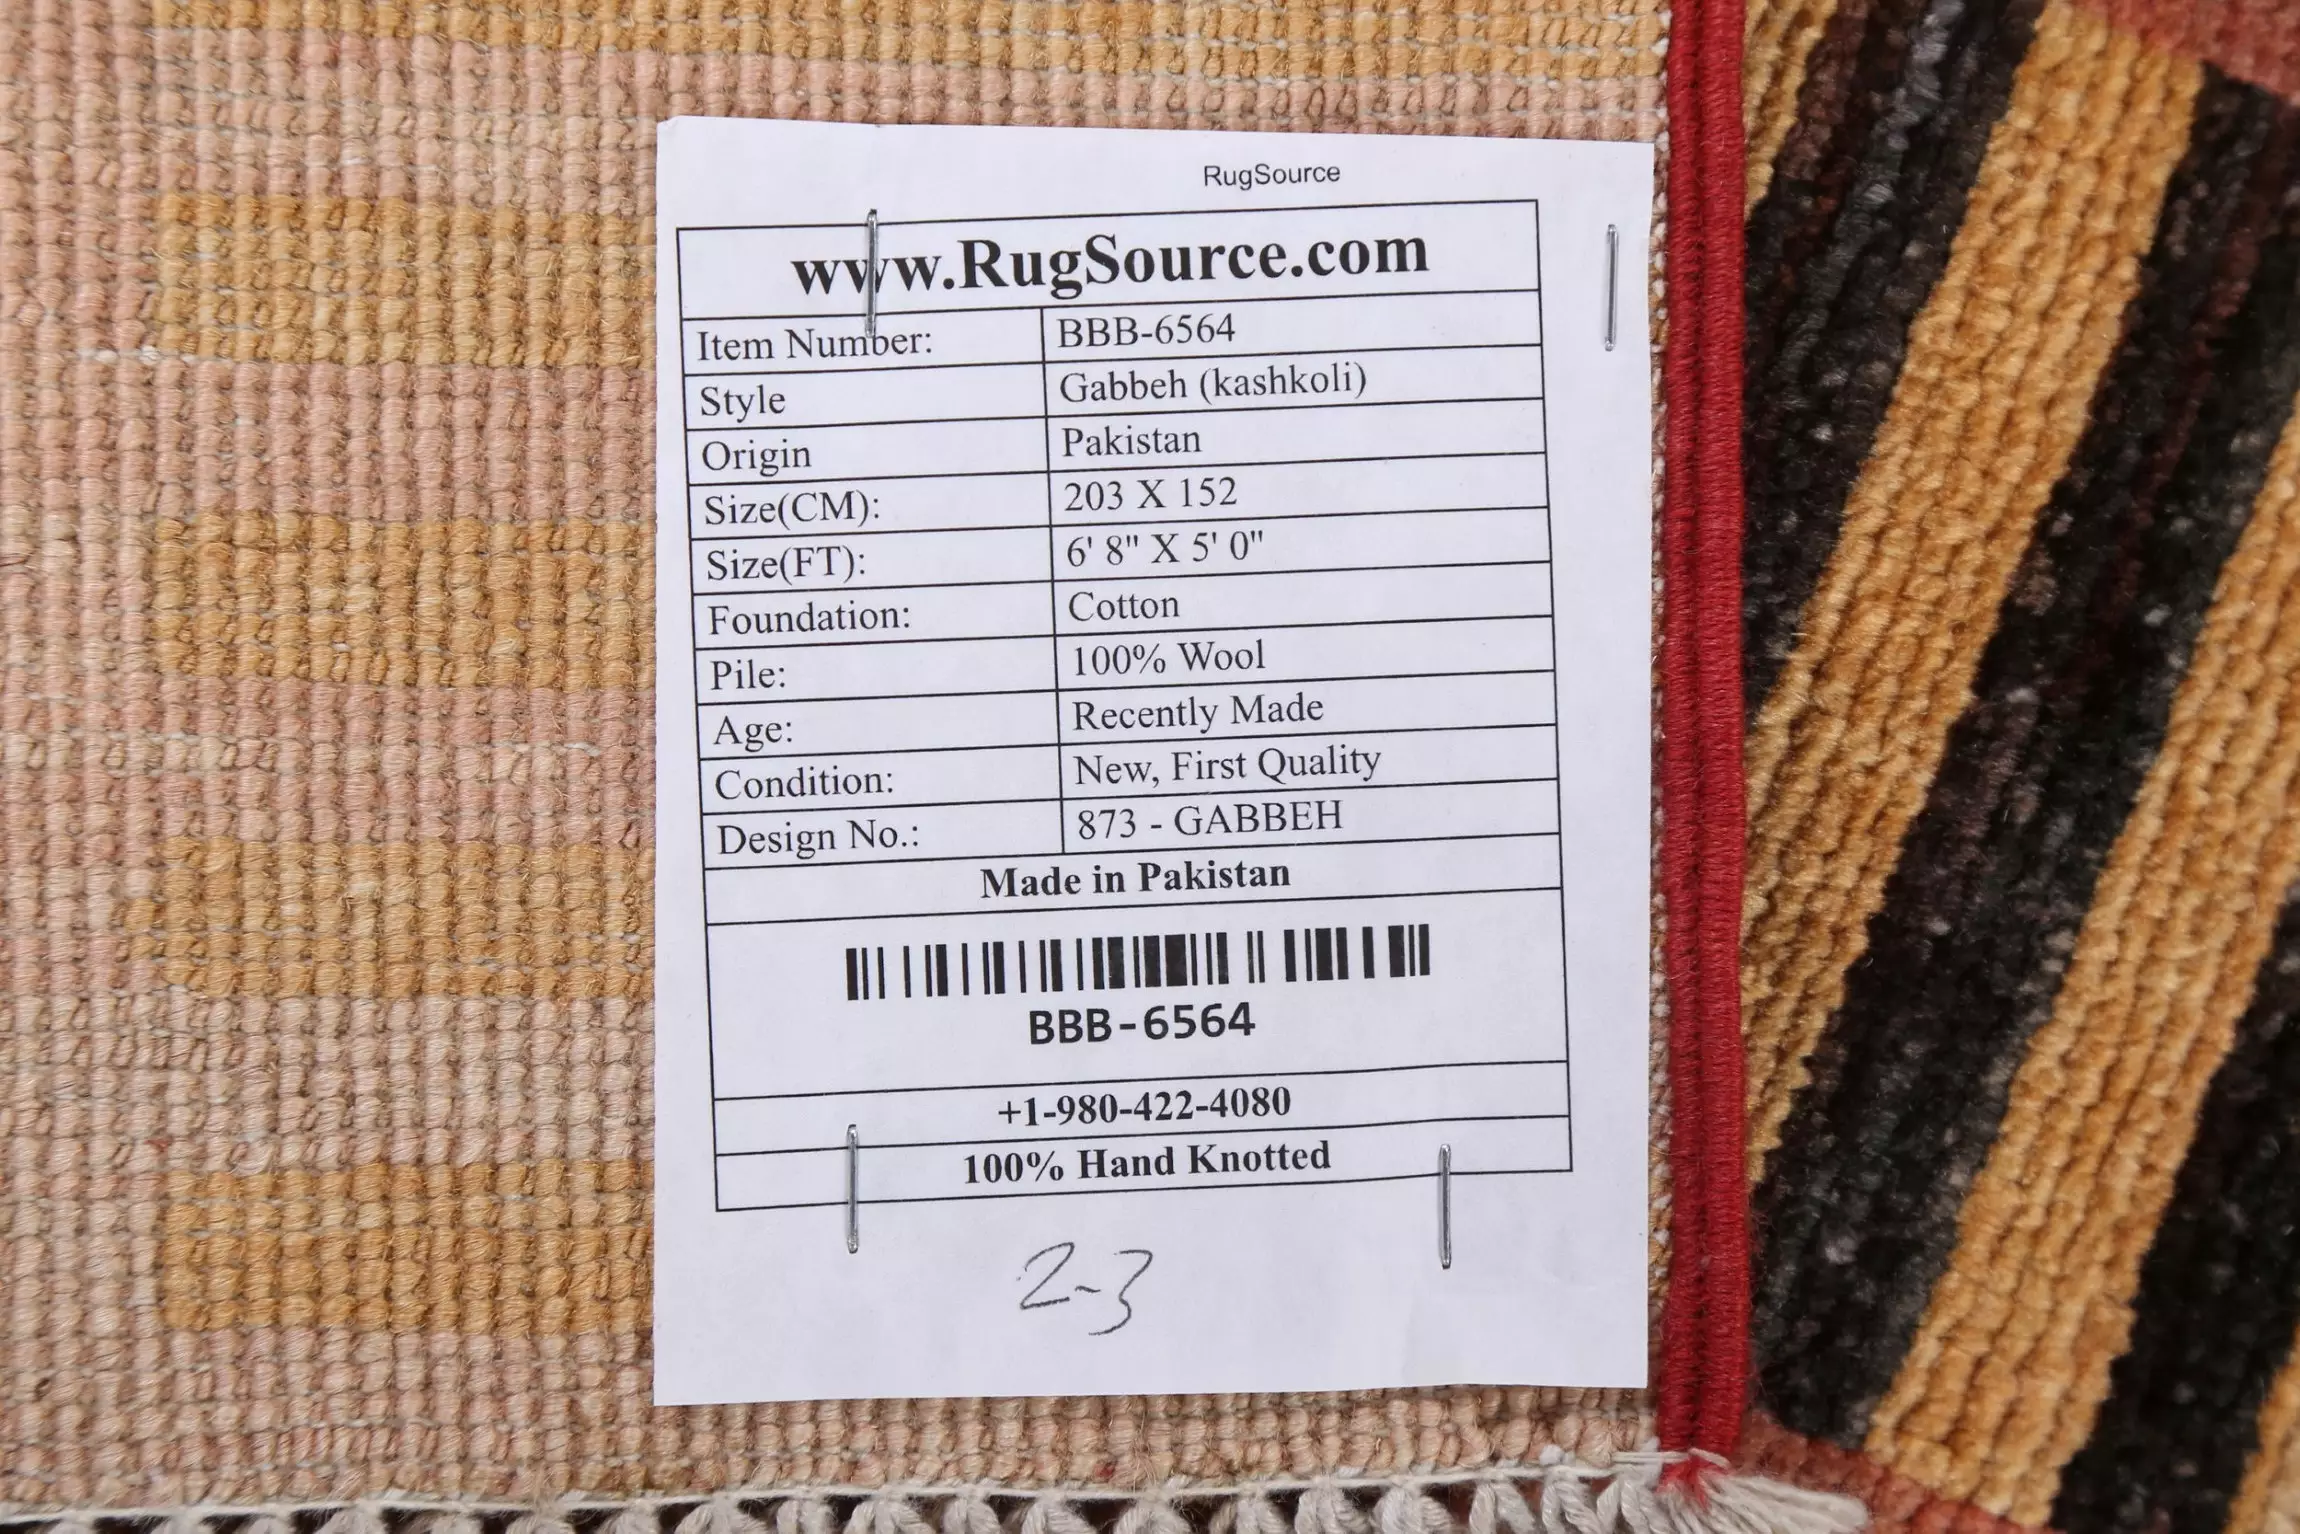 RugSource
www.RugSource.com
Item Number: BBB-6564
Style Gabbeh (kashkoli)
Origin Pakistan
Size(CM): 203 X 152
Size(FT): 6' 8" X 5' 0"
Foundation: Cotton
Pile: 100% Wool
Age: Recently Made
Condition: New, First Quality
Design No.: 873 - GABBEH
Made in Pakistan
BBB-6564
+1-980-422-4080
100% Hand Knotted
2-3